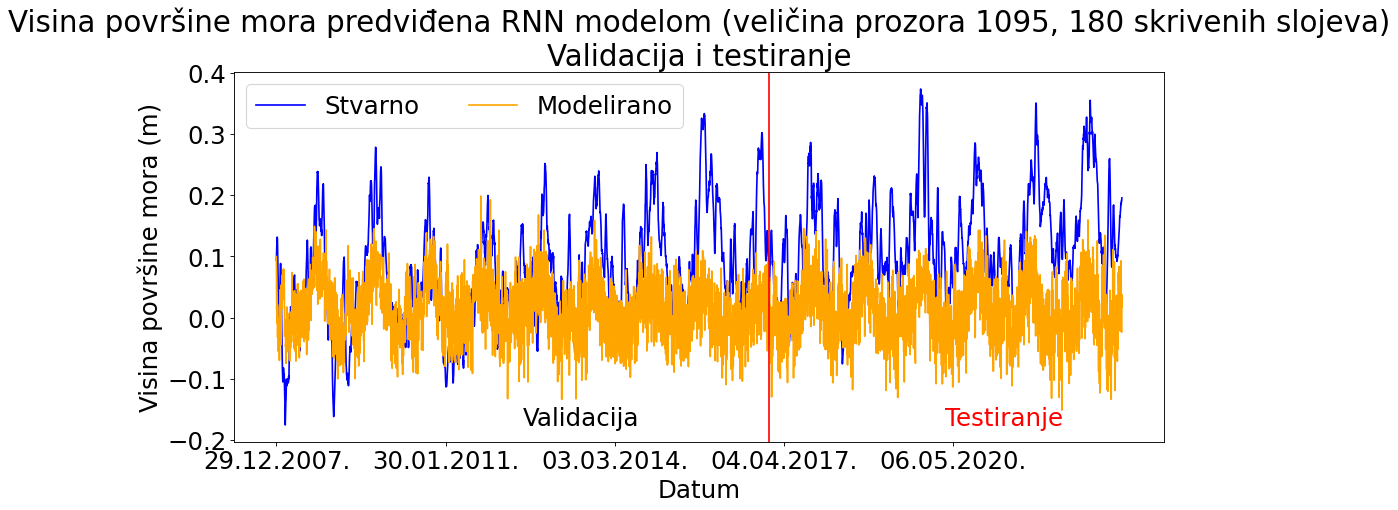 Visina površine mora predviđena RNN modelom (veličina prozora 1095, 180 skrivenih slojeva)
Validacija i testiranje
Visina površine mora (m)
0.4
0.3
0.2
0.1
0.0
−0.1
−0.2
Stvarno
Modelirano
Validacija
Testiranje
29.12.2007.
30.01.2011.
03.03.2014.
04.04.2017.
06.05.2020.
Datum